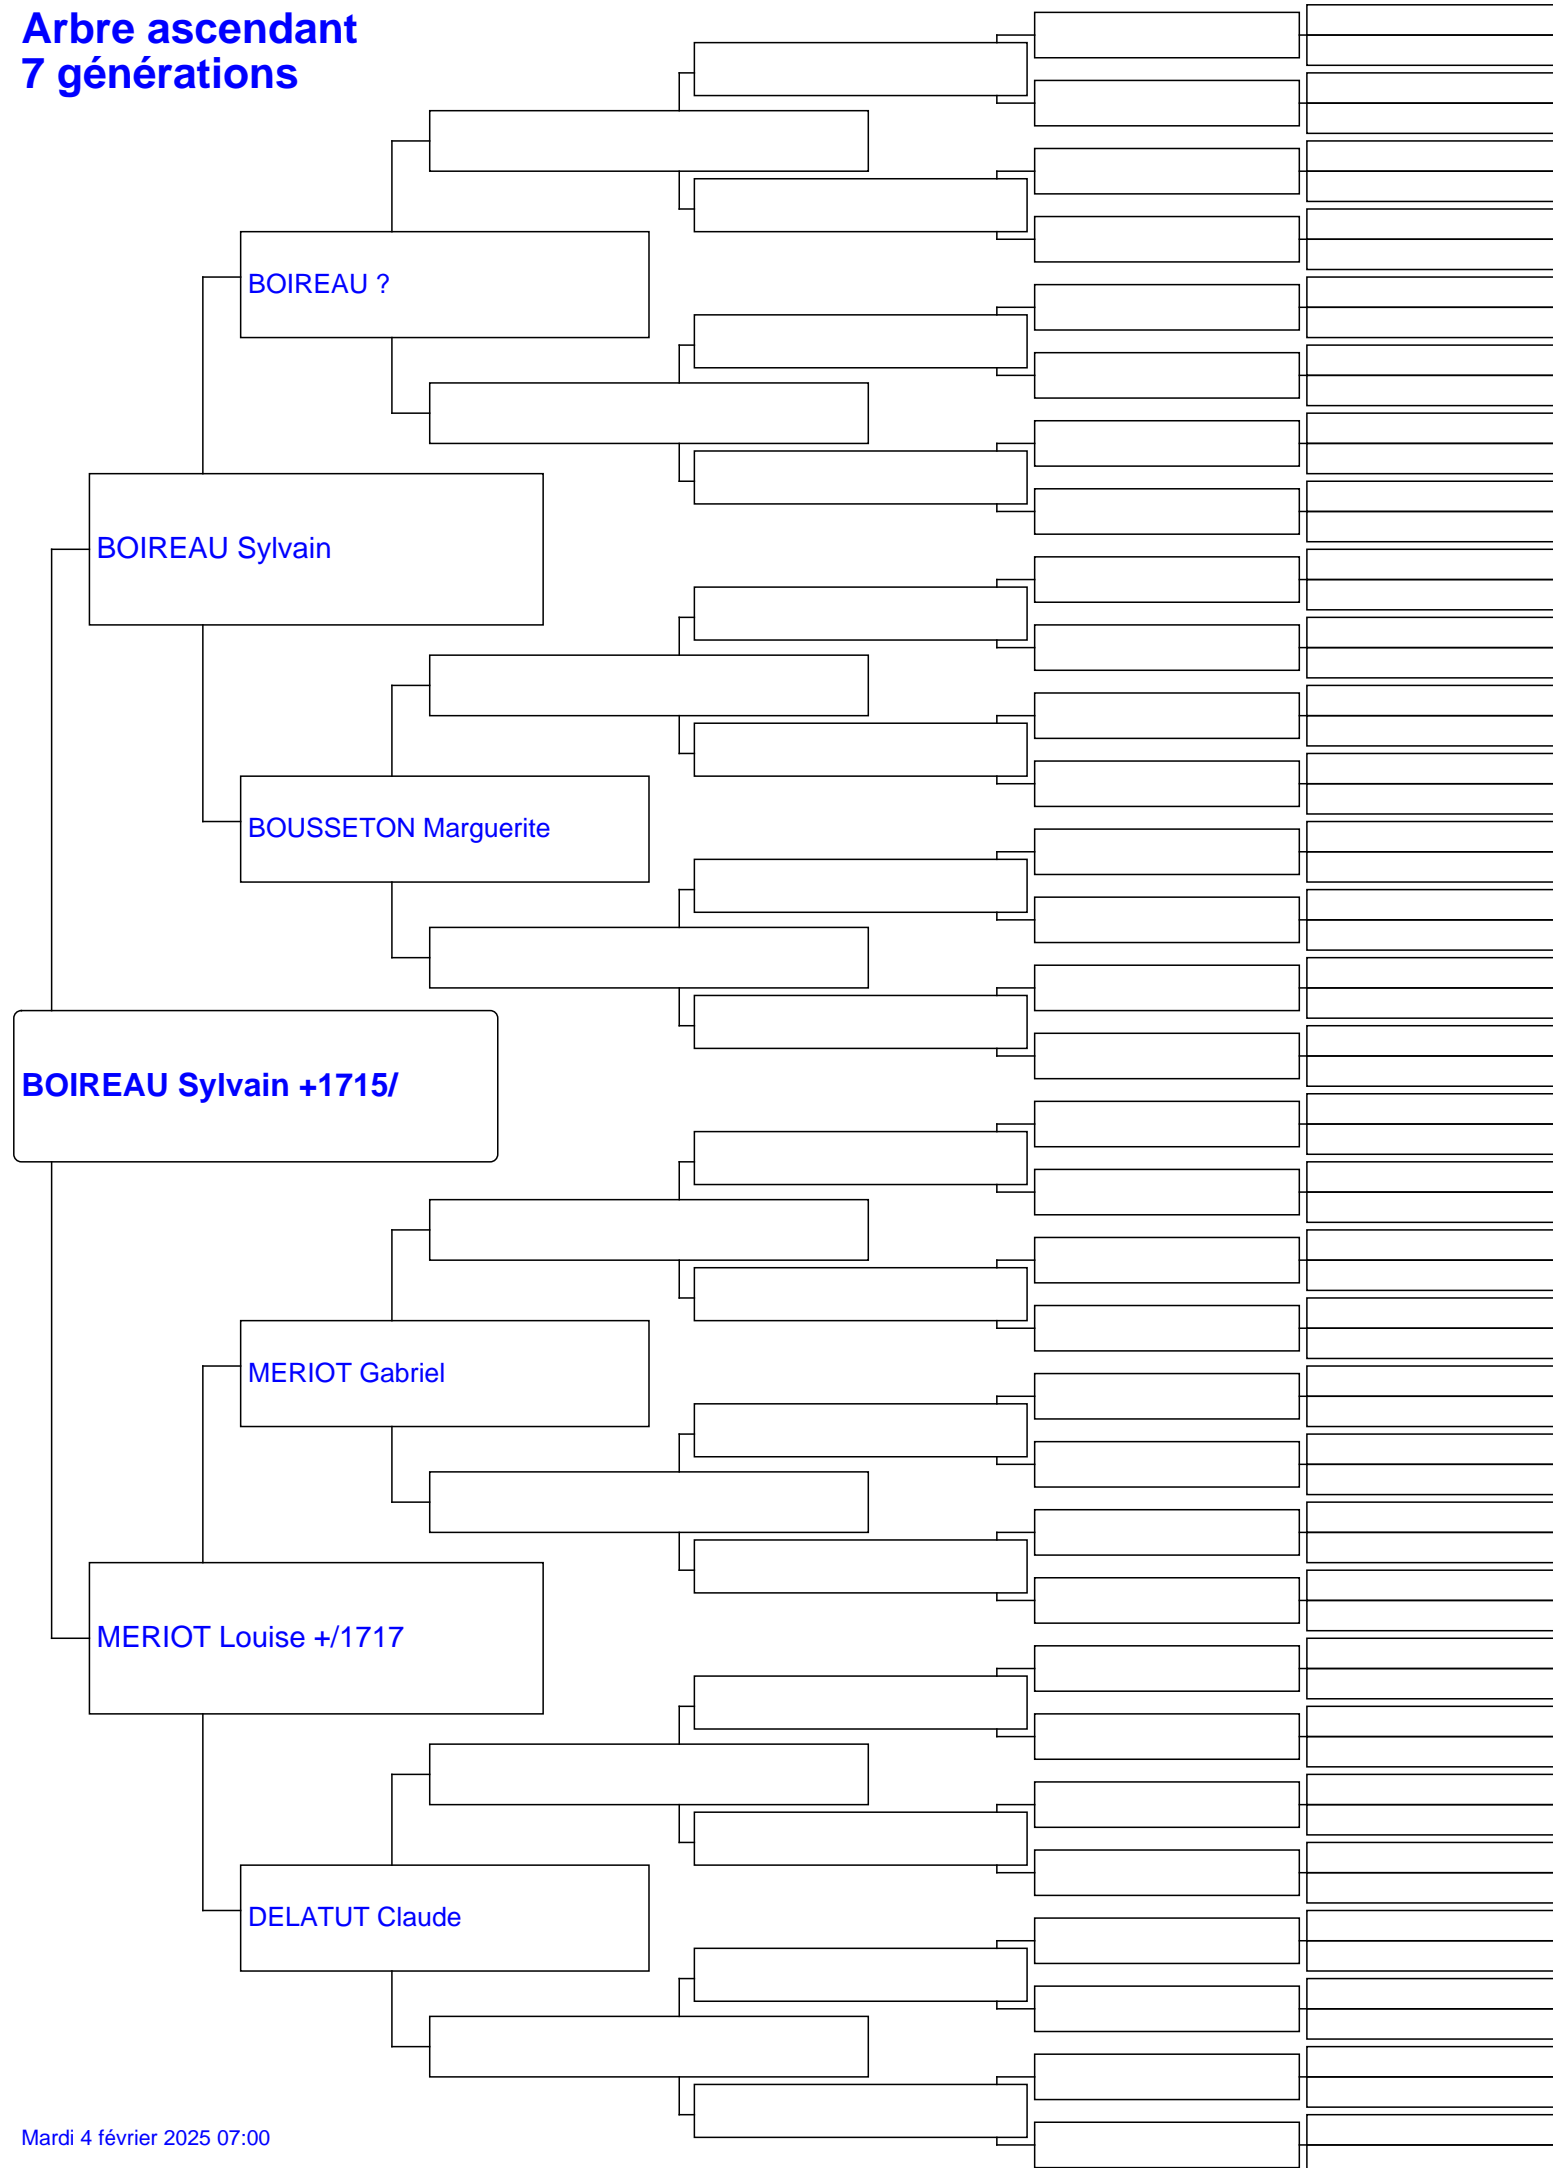 Arbre ascendant
7 générations
BOIREAU ?
BOIREAU Sylvain
BOUSSETON Marguerite
BOIREAU Sylvain +1715/
MERIOT Gabriel
MERIOT Louise +/1717
DELATUT Claude
Mardi 4 février 2025 07:00